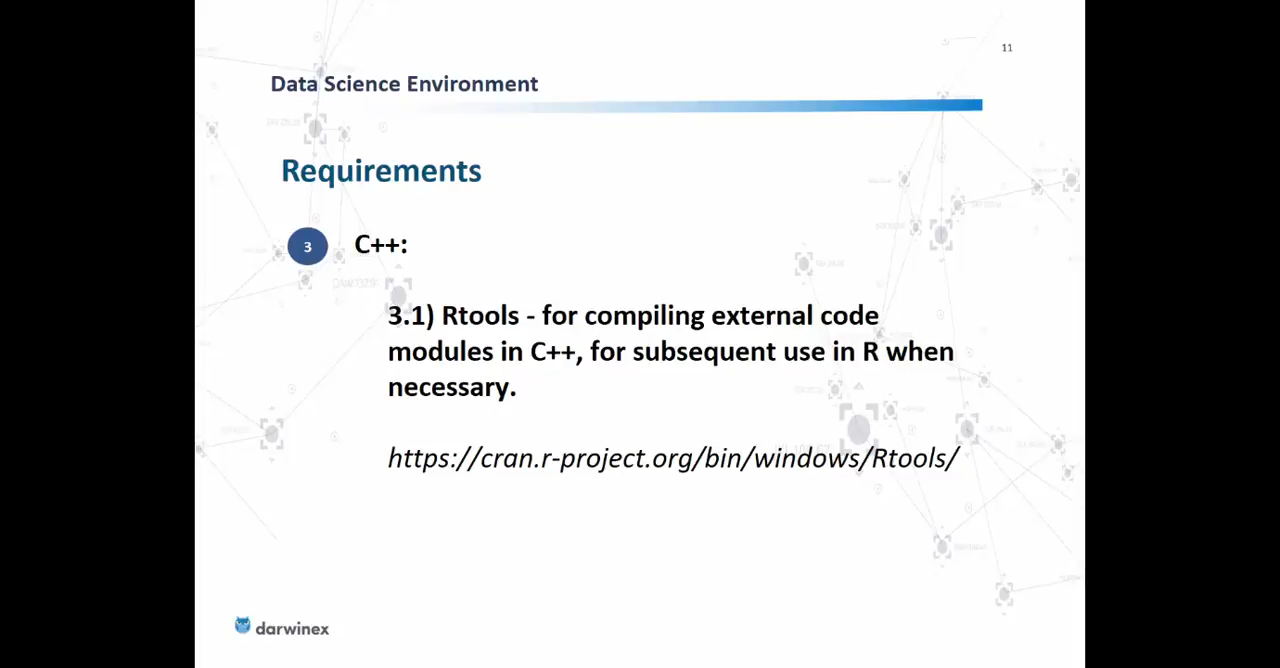 11
Data Science Environment
Requirements
3
C++:
3.1) Rtools - for compiling external code
modules in C++, for subsequent use in R when
necessary.
https://cran.r-project.org/bin/windows/Rtools/
darwinex